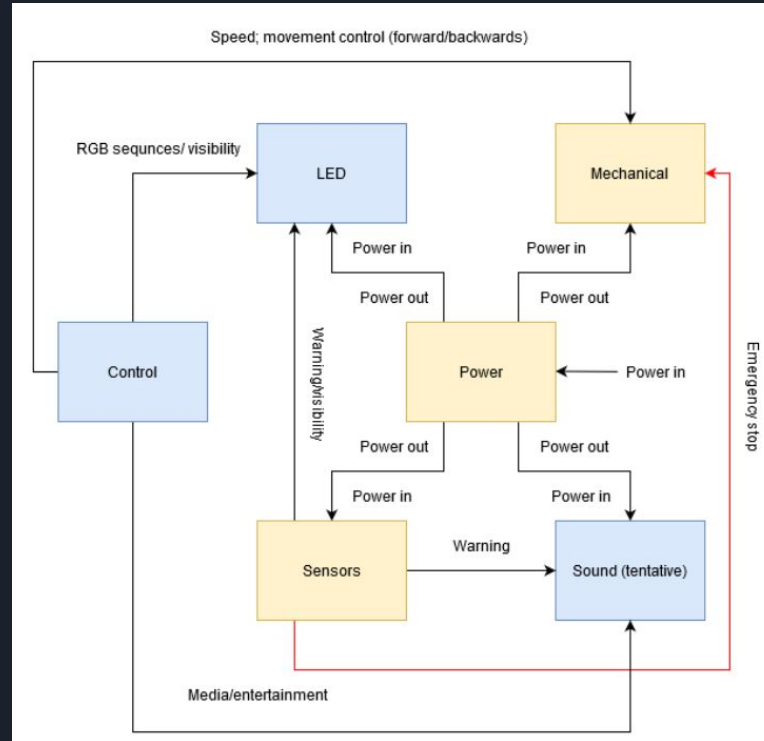 Speed; movement control (forward/backwards)
RGB sequnces/ visibility
LED
Mechanical
Power in
Power in
Power out
Power out
Control
Warning/visibility
Power
Power in
Emergency stop
Power out
Power out
Power in
Power in
Warning
Sensors
Sound (tentative)
Media/entertainment